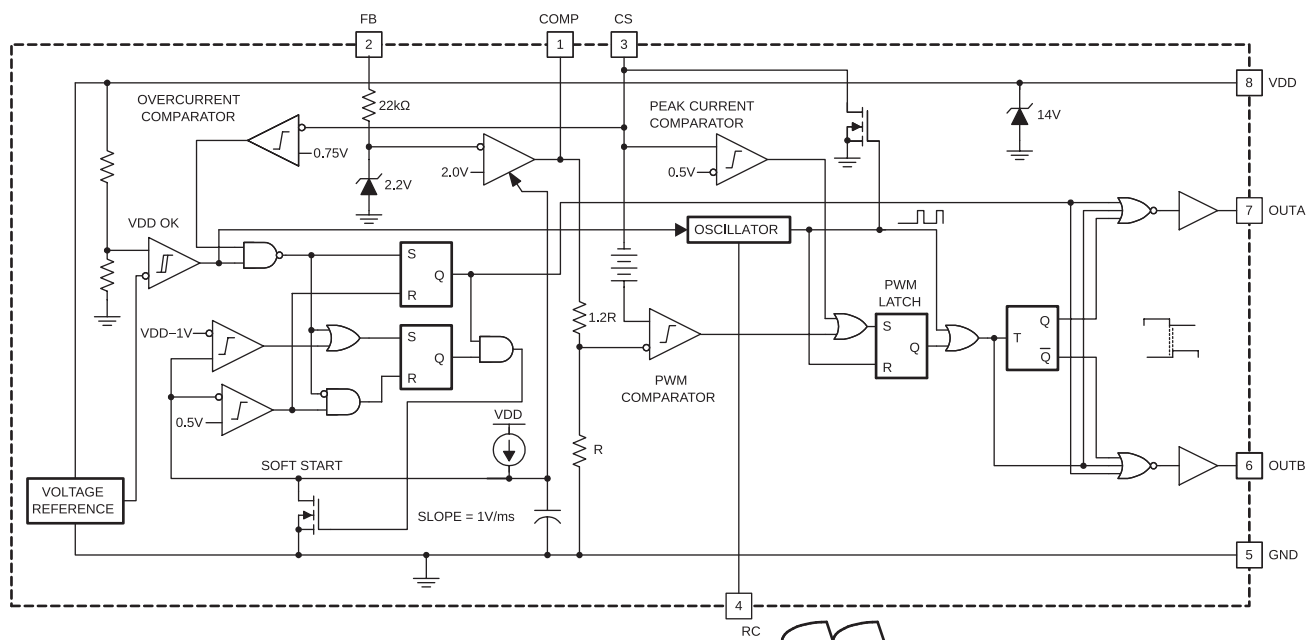 FB
COMP
CS
2
1
3
8
VDD
OVERCURRENT
COMPARATOR
22kΩ
PEAK CURRENT
COMPARATOR
14V
0.75V
2.0V
0.5V
2.2V
7
OUTA
VDD OK
OSCILLATOR
S
Q
R
PWM
LATCH
1.2R
VDD–1V
S
Q
R
S
Q
R
T
Q
Q
PWM
COMPARATOR
0.5V
VDD
SOFT START
R
6
OUTB
VOLTAGE
REFERENCE
SLOPE = 1V/ms
5
GND
4
RC